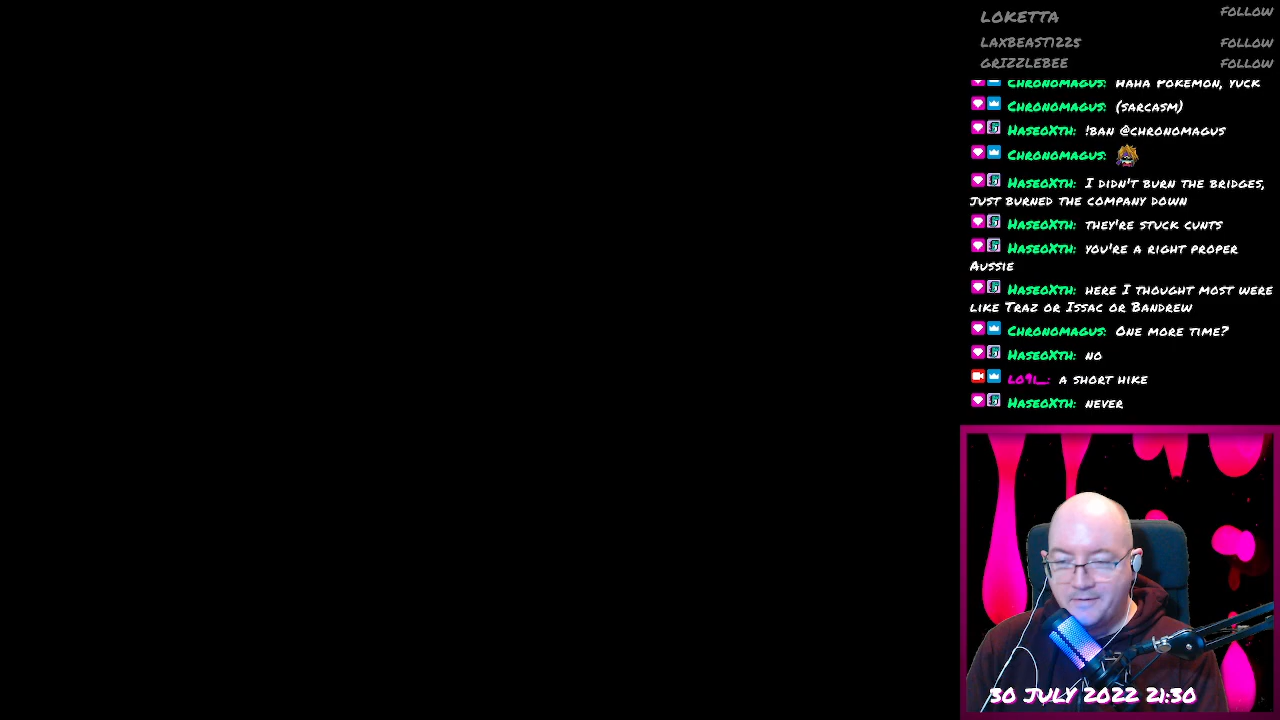 LOKETTA FOLLOW
LAXBEAST1225 FOLLOW
GRIZZLEBEE FOLLOW
CHRONOMAGUS: HAHA POKEMON, YUCK
CHRONOMAGUS: (SARCASM)
HASEOXTH: !BAN @CHRONOMAGUS
CHRONOMAGUS:
HASEOXTH: I DIDN'T BURN THE BRIDGES,
JUST BURNED THE COMPANY DOWN
HASEOXTH: THEY'RE STUCK CUNTS
HASEOXTH: YOU'RE A RIGHT PROPER
AUSSIE
HASEOXTH: HERE I THOUGHT MOST WERE
LIKE TRAZ OR ISSAC OR BANDREW
CHRONOMAGUS: ONE MORE TIME?
HASEOXTH: NO
LO9I__: A SHORT HIKE
HASEOXTH: NEVER
30 JULY 2022 21:30